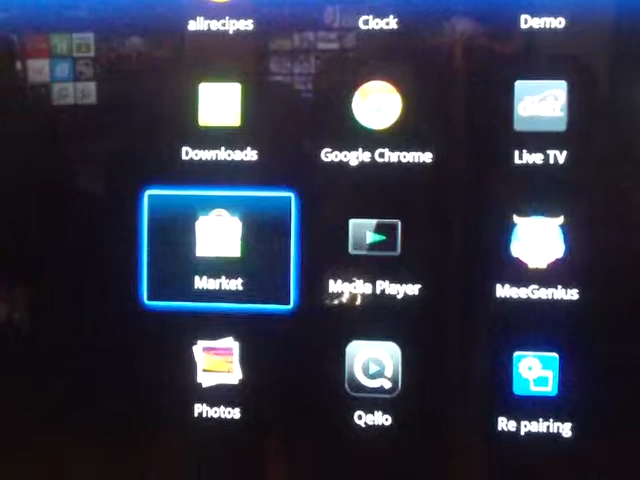 allrecipes
Clock
Demo
Downloads
Google Chrome
Live TV
Market
Media Player
MeeGenius
Photos
Qello
Re pairing